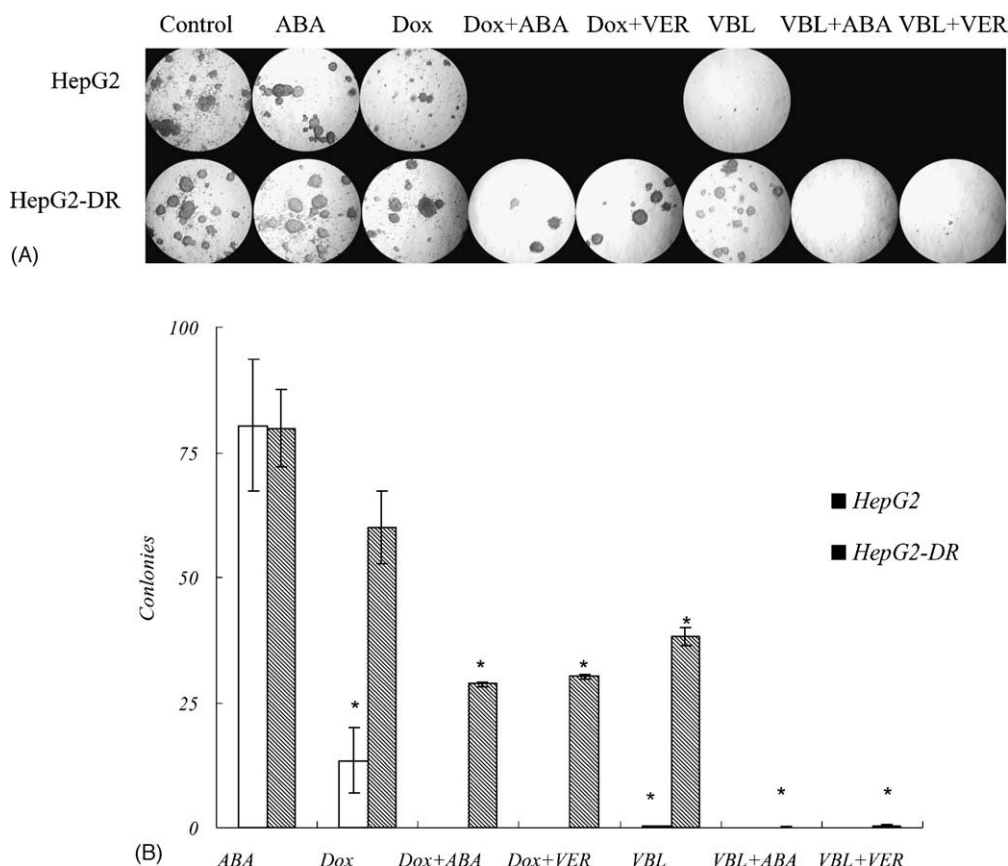 Control ABA Dox Dox+ABA Dox+VER VBL VBL+ABA VBL+VER
HepG2
HepG2-DR
(A)
100
75
50
25
0
Conlonies
* * * * * * *
HepG2
HepG2-DR
(B)
ABA Dox Dox+ABA Dox+VER VBL VBL+ABA VBL+VER